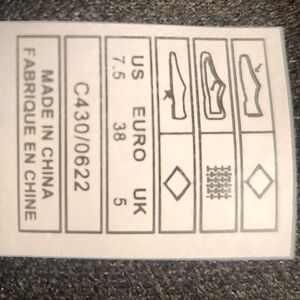 US EURO UK
7.5 38 5
C430/0622
MADE IN CHINA
FABRIQUE EN CHINE